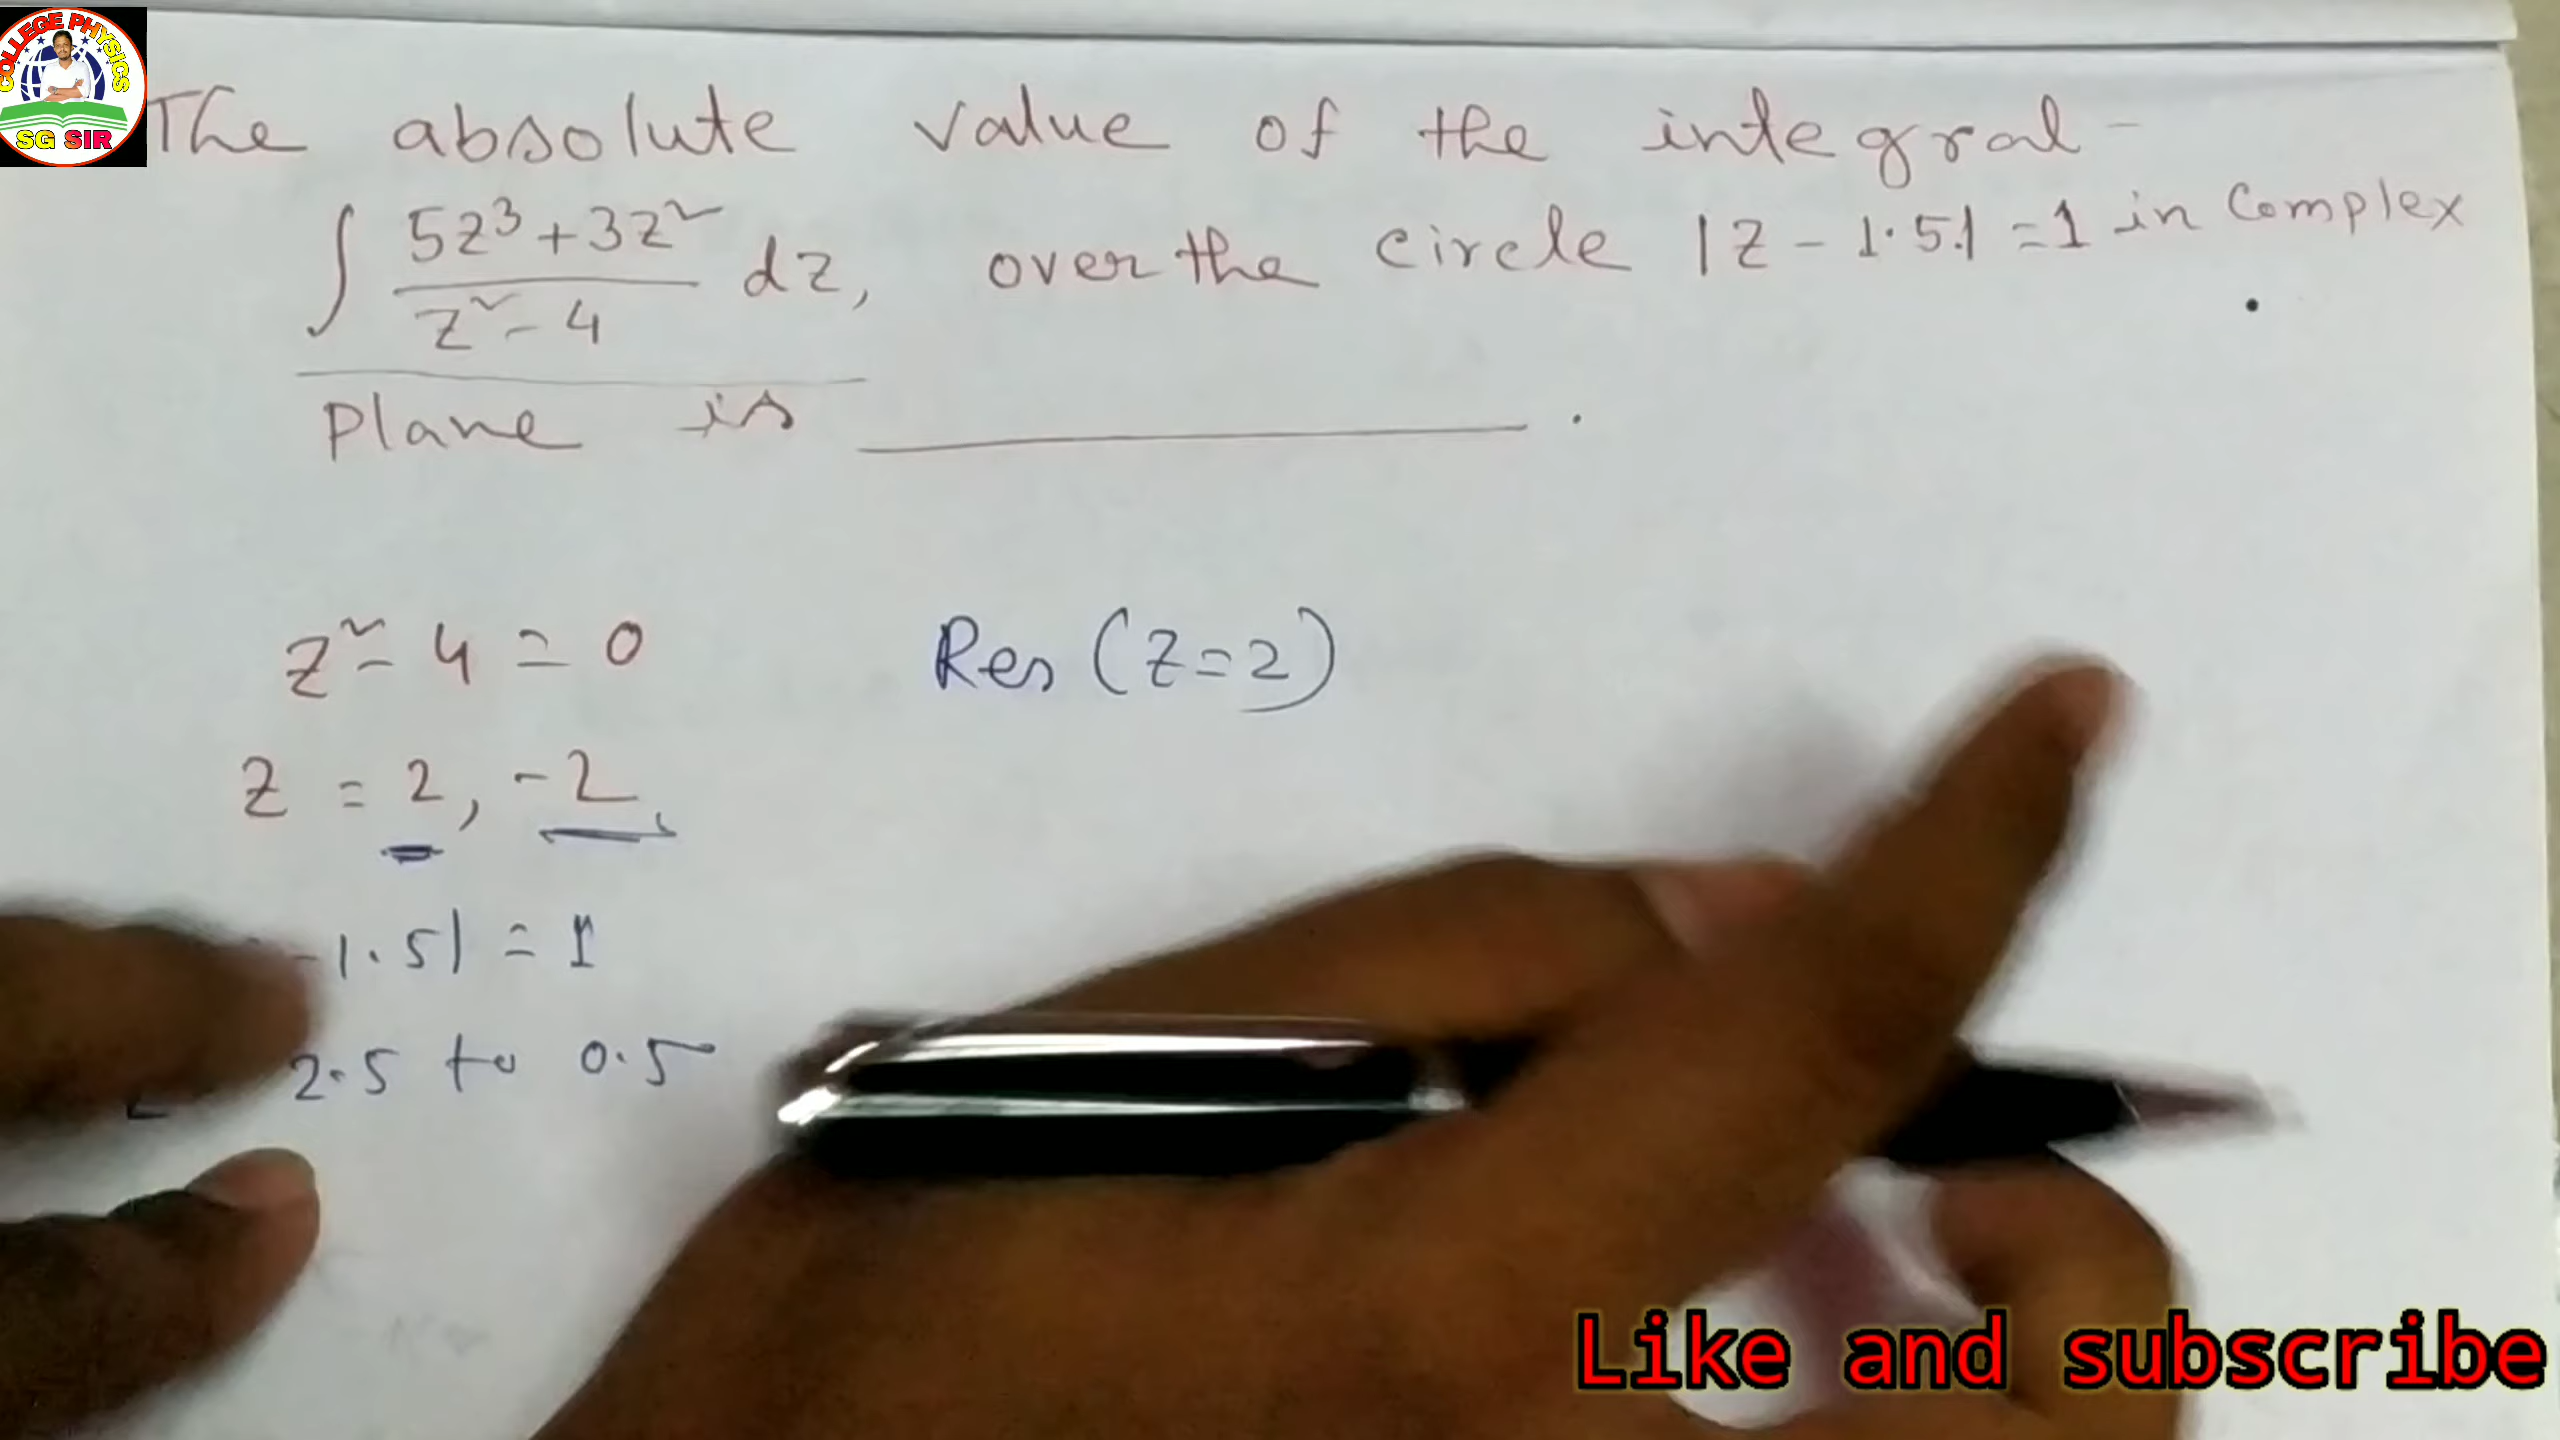 COLLEGE PHYSICS
SG SIR
The absolute value of the integral -
∫ 5z³+3z² / z²-4 dz, over the circle |z-1.5|=1 in Complex
plane is ________ .
z²-4=0
Res (z=2)
z = 2, -2
-1.5|=1
2.5 to 0.5
Like and subscribe